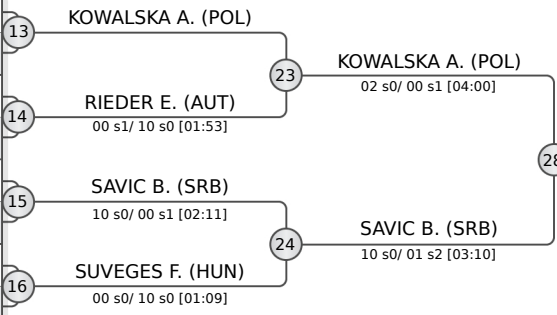 KOWALSKA A. (POL)
13
23
KOWALSKA A. (POL)
02 s0/ 00 s1 [04:00]
RIEDER E. (AUT)
14
00 s1/ 10 s0 [01:53]
28
SAVIC B. (SRB)
15
10 s0/ 00 s1 [02:11]
24
SAVIC B. (SRB)
10 s0/ 01 s2 [03:10]
SUVEGES F. (HUN)
16
00 s0/ 10 s0 [01:09]